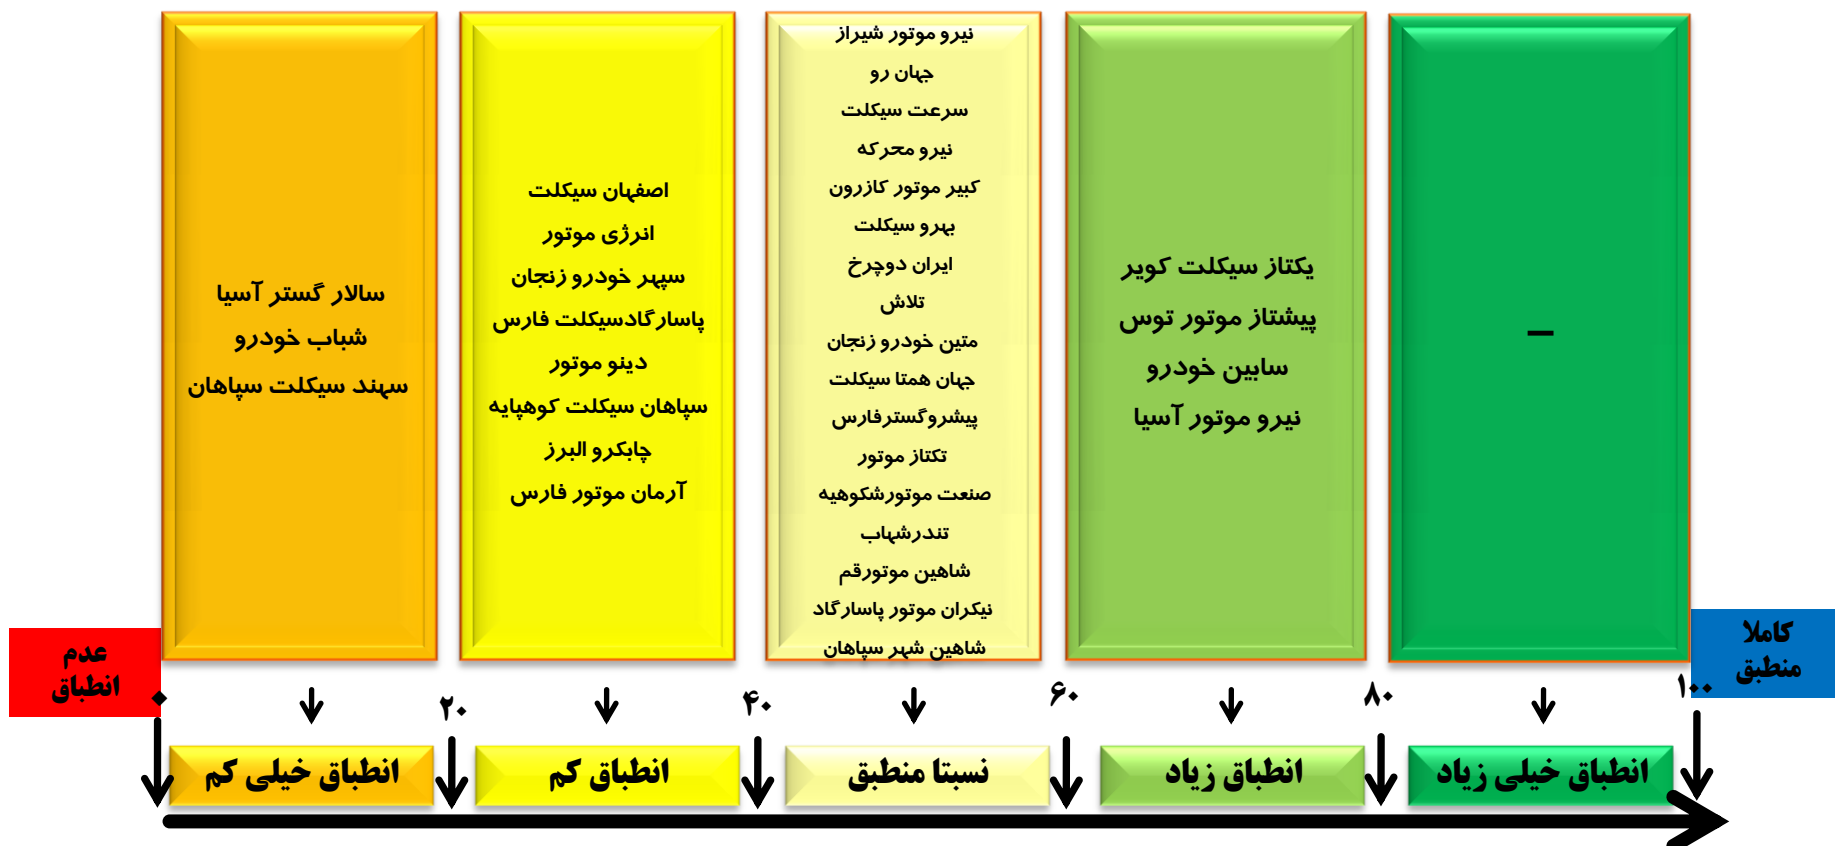 سالار گستر آسیا
شباب خودرو
سهند سیکلت سپاهان
اصفهان سیکلت
انرژی موتور
سپهر خودرو زنجان
پاسارگادسیکلت فارس
دینو موتور
سپاهان سیکلت کوهپایه
چابکرو البرز
آرمان موتور فارس
نیرو موتور شیراز
جهان رو
سرعت سیکلت
نیرو محرکه
کبیر موتور کازرون
بهرو سیکلت
ایران دوچرخ
تلاش
متین خودرو زنجان
جهان همتا سیکلت
پیشروگسترفارس
تکتاز موتور
صنعت موتورشکوهیه
تندرشهاب
شاهین موتورقم
نیکران موتور پاسارگاد
شاهین شهر سپاهان
یکتاز سیکلت کویر
پیشتاز موتور توس
سابین خودرو
نیرو موتور آسیا
–
عدم
انطباق
کاملا
منطبق
۰
۲۰
۴۰
۶۰
۸۰
۱۰۰
انطباق خیلی کم
انطباق کم
نسبتا منطبق
انطباق زیاد
انطباق خیلی زیاد